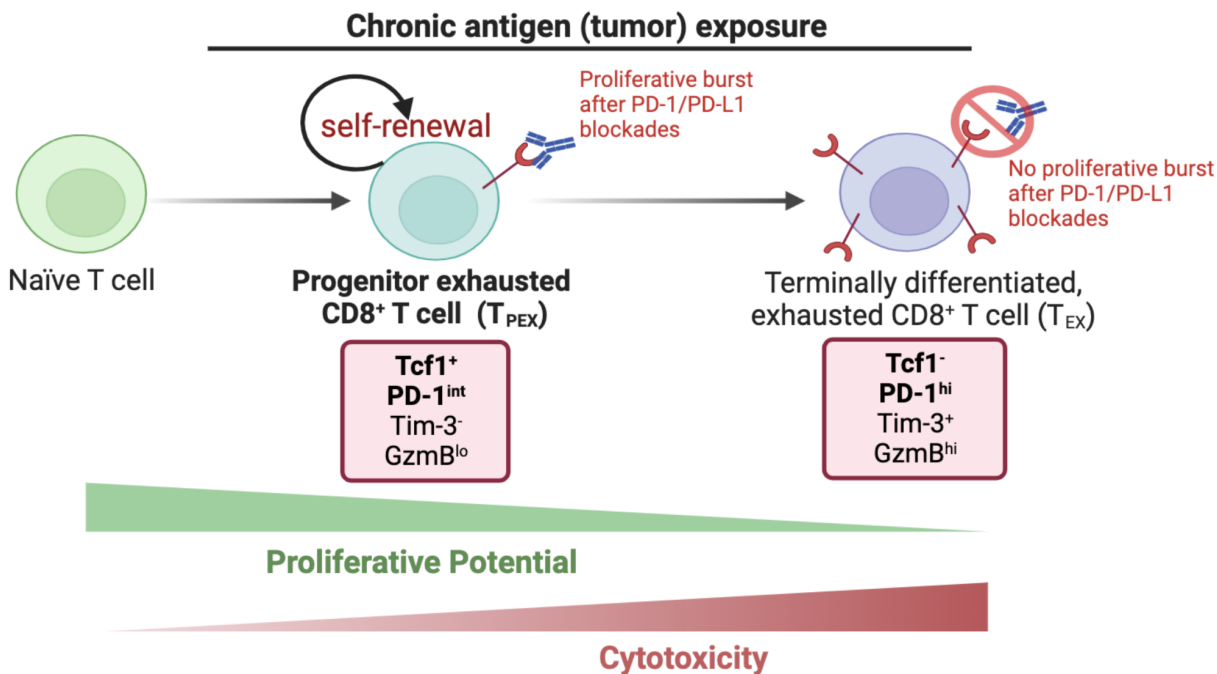 Chronic antigen (tumor) exposure
self-renewal
Proliferative burst
after PD-1/PD-L1
blockades
No proliferative burst
after PD-1/PD-L1
blockades
Naïve T cell
Progenitor exhausted
CD8⁺ T cell (T_PEX)
Terminally differentiated,
exhausted CD8⁺ T cell (T_EX)
Tcf1⁺
PD-1ⁱⁿᵗ
Tim-3⁻
GzmBˡᵒ
Tcf1⁻
PD-1ʰⁱ
Tim-3⁺
GzmBʰⁱ
Proliferative Potential
Cytotoxicity